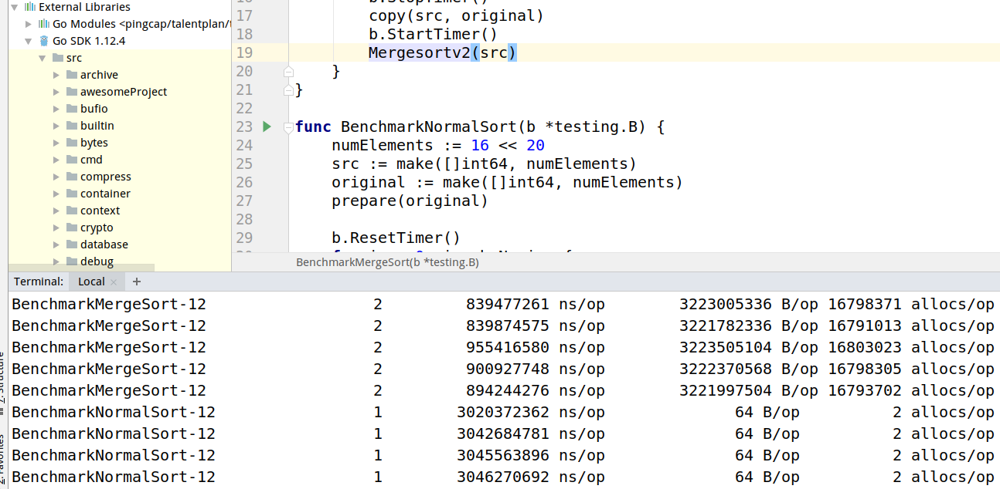 External Libraries
Go Modules <pingcap/talentplan/t
Go SDK 1.12.4
src
archive
awesomeProject
bufio
builtin
bytes
cmd
compress
container
context
crypto
database
debug
17 copy(src, original)
18 b.StartTimer()
19 Mergesortv2(src)
20 }
21 }
22
23 func BenchmarkNormalSort(b *testing.B) {
24 numElements := 16 << 20
25 src := make([]int64, numElements)
26 original := make([]int64, numElements)
27 prepare(original)
28
29 b.ResetTimer()
BenchmarkMergeSort(b *testing.B)
Terminal: Local × +
BenchmarkMergeSort-12 2 839477261 ns/op 3223005336 B/op 16798371 allocs/op
BenchmarkMergeSort-12 2 839874575 ns/op 3221782336 B/op 16791013 allocs/op
BenchmarkMergeSort-12 2 955416580 ns/op 3223505104 B/op 16803023 allocs/op
BenchmarkMergeSort-12 2 900927748 ns/op 3222370568 B/op 16798305 allocs/op
BenchmarkMergeSort-12 2 894244276 ns/op 3221997504 B/op 16793702 allocs/op
BenchmarkNormalSort-12 1 3020372362 ns/op 64 B/op 2 allocs/op
BenchmarkNormalSort-12 1 3042684781 ns/op 64 B/op 2 allocs/op
BenchmarkNormalSort-12 1 3045563896 ns/op 64 B/op 2 allocs/op
BenchmarkNormalSort-12 1 3046270692 ns/op 64 B/op 2 allocs/op